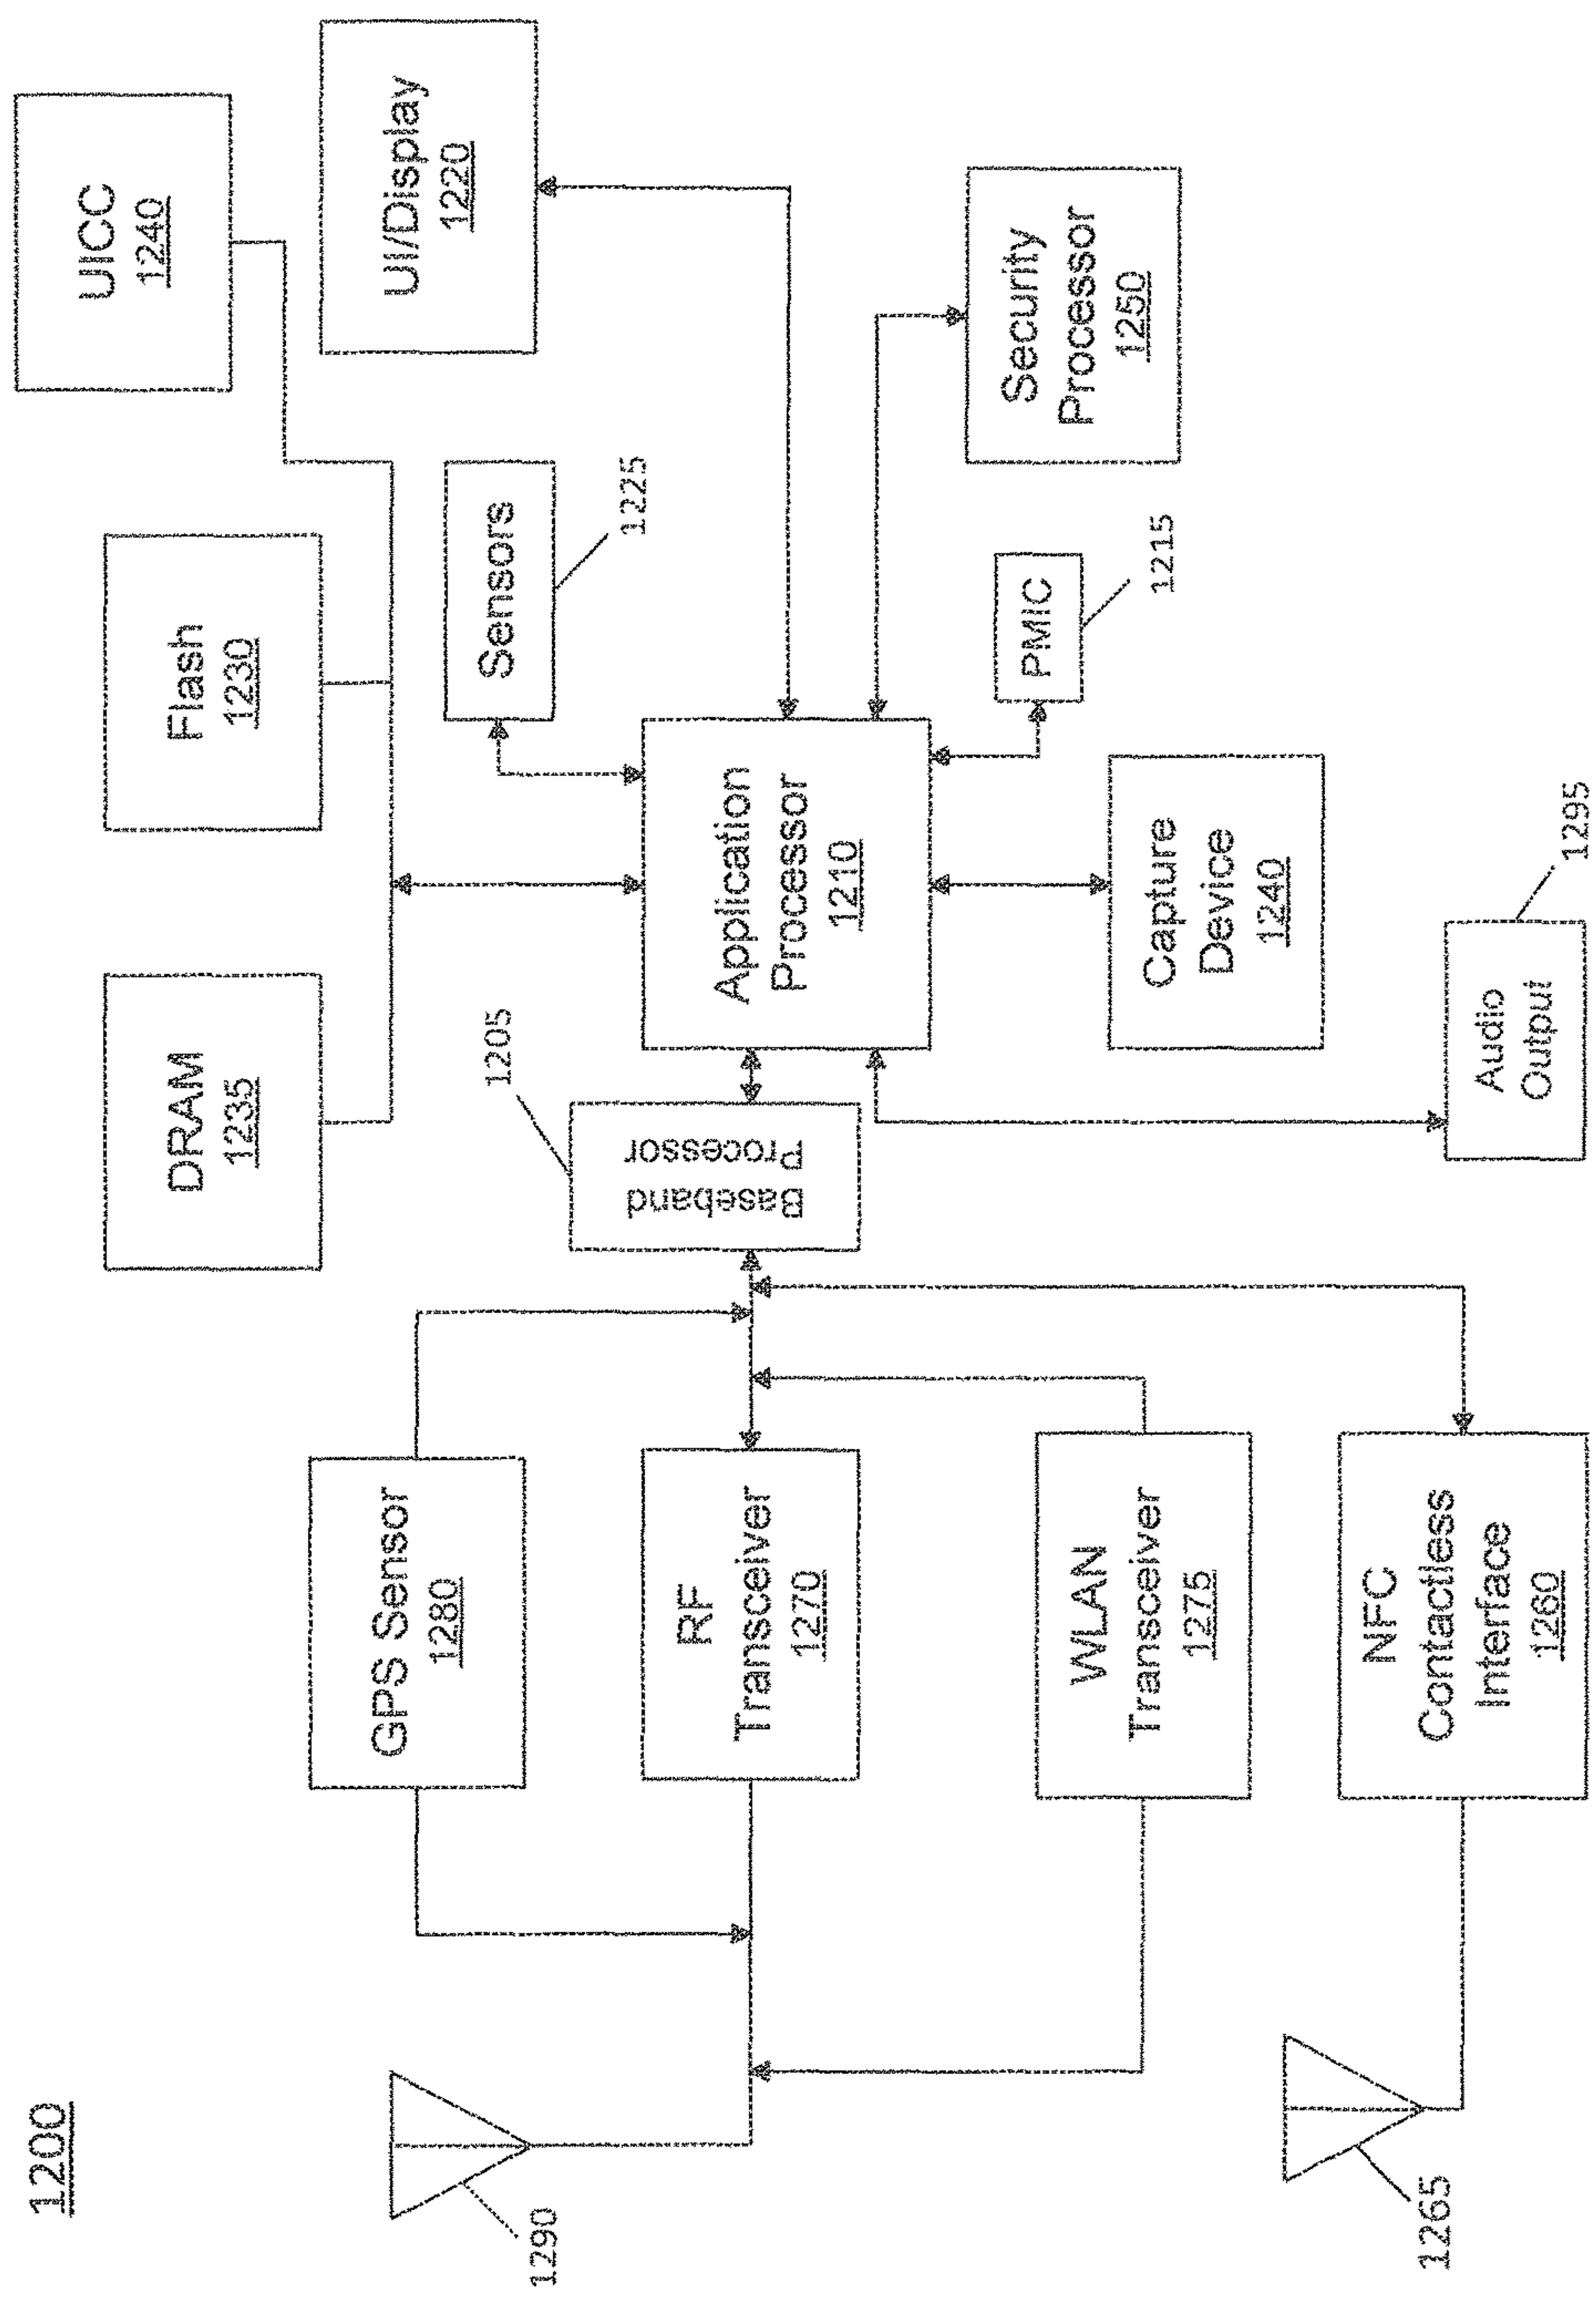 1200
UICC
1240
Flash
1230
DRAM
1235
UI/Display
1220
Sensors
1225
GPS Sensor
1280
1205
Baseband
Processor
Application
Processor
1210
RF
Transceiver
1270
1290
Security
Processor
1250
PMIC
1215
WLAN
Transceiver
1275
Capture
Device
1240
NFC
Contactless
Interface
1260
1265
Audio
Output
1295